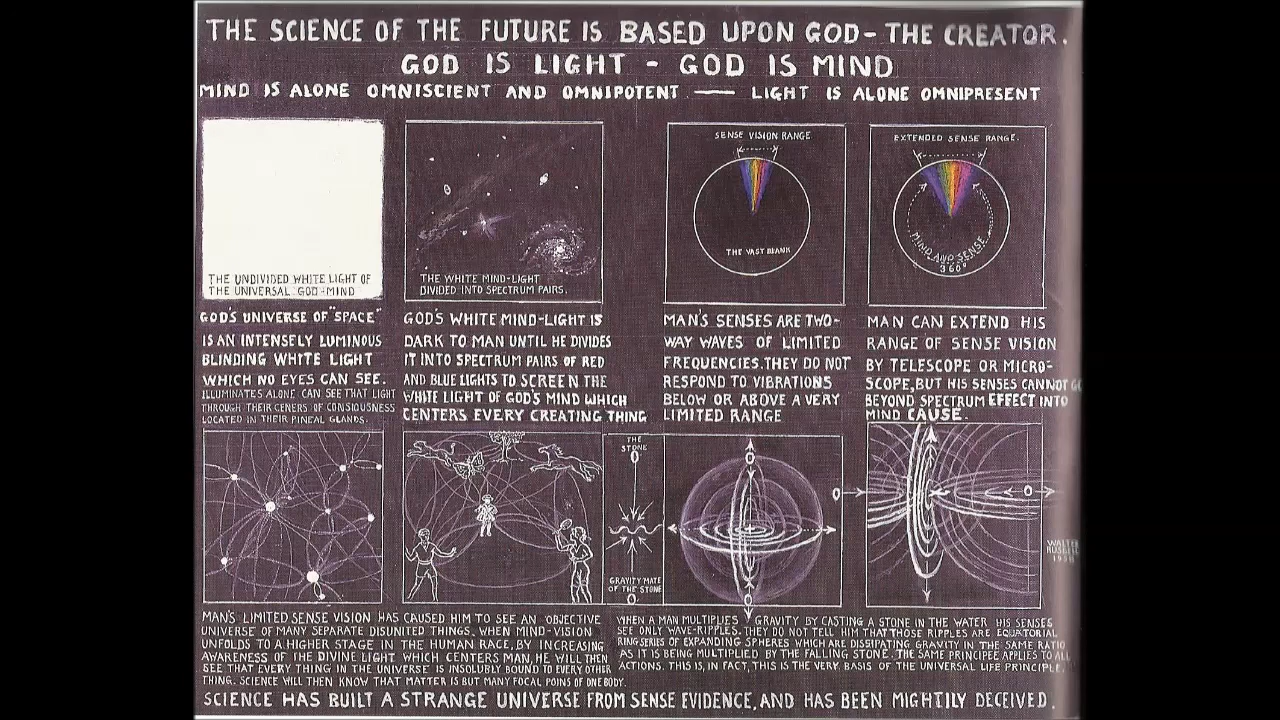 THE SCIENCE OF THE FUTURE IS BASED UPON GOD - THE CREATOR.
GOD IS LIGHT - GOD IS MIND
MIND IS ALONE OMNISCIENT AND OMNIPOTENT — LIGHT IS ALONE OMNIPRESENT
THE UNDIVIDED WHITE LIGHT OF
THE UNIVERSAL GOD-MIND
THE WHITE MIND-LIGHT
DIVIDED INTO SPECTRUM PAIRS.
SENSE VISION RANGE
THE VAST BLANK
EXTENDED SENSE RANGE.
MIND AND SENSE
360°
GOD'S UNIVERSE OF "SPACE"
IS AN INTENSELY LUMINOUS
BLINDING WHITE LIGHT
WHICH NO EYES CAN SEE.
ILLUMINATES ALONE CAN SEE THAT LIGHT
THROUGH THEIR CENERS OF CONSIOUSNESS
LOCATED IN THEIR PINEAL GLANDS.
GOD'S WHITE MIND-LIGHT IS
DARK TO MAN UNTIL HE DIVIDES
IT INTO SPECTRUM PAIRS OF RED
AND BLUE LIGHTS TO SCREEN THE
WHITE LIGHT OF GOD'S MIND WHICH
CENTERS EVERY CREATING THING
MAN'S SENSES ARE TWO-
WAY WAVES OF LIMITED
FREQUENCIES. THEY DO NOT
RESPOND TO VIBRATIONS
BELOW OR ABOVE A VERY
LIMITED RANGE
MAN CAN EXTEND HIS
RANGE OF SENSE VISION
BY TELESCOPE OR MICRO-
SCOPE, BUT HIS SENSES CANNOT GO
BEYOND SPECTRUM EFFECT INTO
MIND CAUSE.
THE
STONE
0
GRAVITY MATE
OF THE STONE
0
0
0
0
0
WALTER
RUSSELL
MAN'S LIMITED SENSE VISION HAS CAUSED HIM TO SEE AN OBJECTIVE
UNIVERSE OF MANY SEPARATE DISUNITED THINGS. WHEN MIND-VISION
UNFOLDS TO A HIGHER STAGE IN THE HUMAN RACE, BY INCREASING
AWARENESS OF THE DIVINE LIGHT WHICH CENTERS MAN, HE WILL THEN
SEE THAT EVERY THING IN THE UNIVERSE IS INSOLUBLY BOUND TO EVERY OTHER
THING. SCIENCE WILL THEN KNOW THAT MATTER IS BUT MANY FOCAL POINS OF ONE BODY.
WHEN A MAN MULTIPLIES GRAVITY BY CASTING A STONE IN THE WATER HIS SENSES
SEE ONLY WAVE-RIPPLES. THEY DO NOT TELL HIM THAT THOSE RIPPLES ARE EQUATORIAL
RING SERIES OF EXPANDING SPHERES WHICH ARE DISSIPATING GRAVITY IN THE SAME RATIO
AS IT IS BEING MULTIPLIED BY THE FALLING STONE. THE SAME PRINCIPLE APPLIES TO ALL
ACTIONS. THIS IS, IN FACT, THIS IS THE VERY BASIS OF THE UNIVERSAL LIFE PRINCIPLE.
SCIENCE HAS BUILT A STRANGE UNIVERSE FROM SENSE EVIDENCE, AND HAS BEEN MIGHTILY DECEIVED.